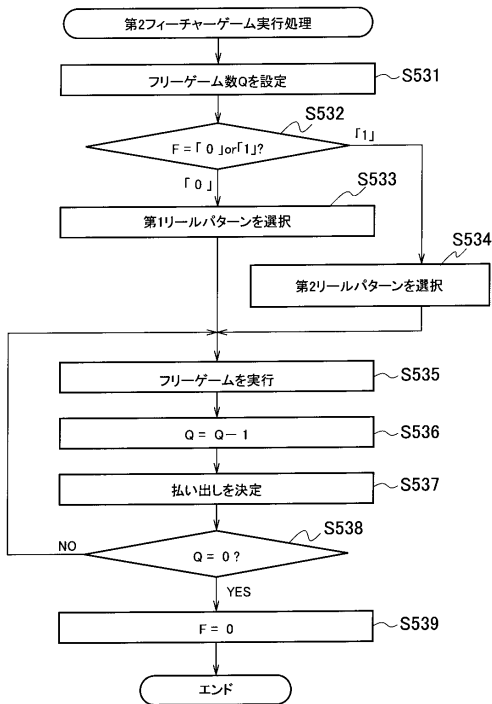 第2フィーチャーゲーム実行処理
フリーゲーム数Qを設定
S531
S532
F = 「 0 」or「1」?
「1」
「 0 」
S533
第1リールパターンを選択
S534
第2リールパターンを選択
フリーゲームを実行
S535
Q = Q − 1
S536
払い出しを決定
S537
S538
Q = 0 ?
NO
YES
F = 0
S539
エンド